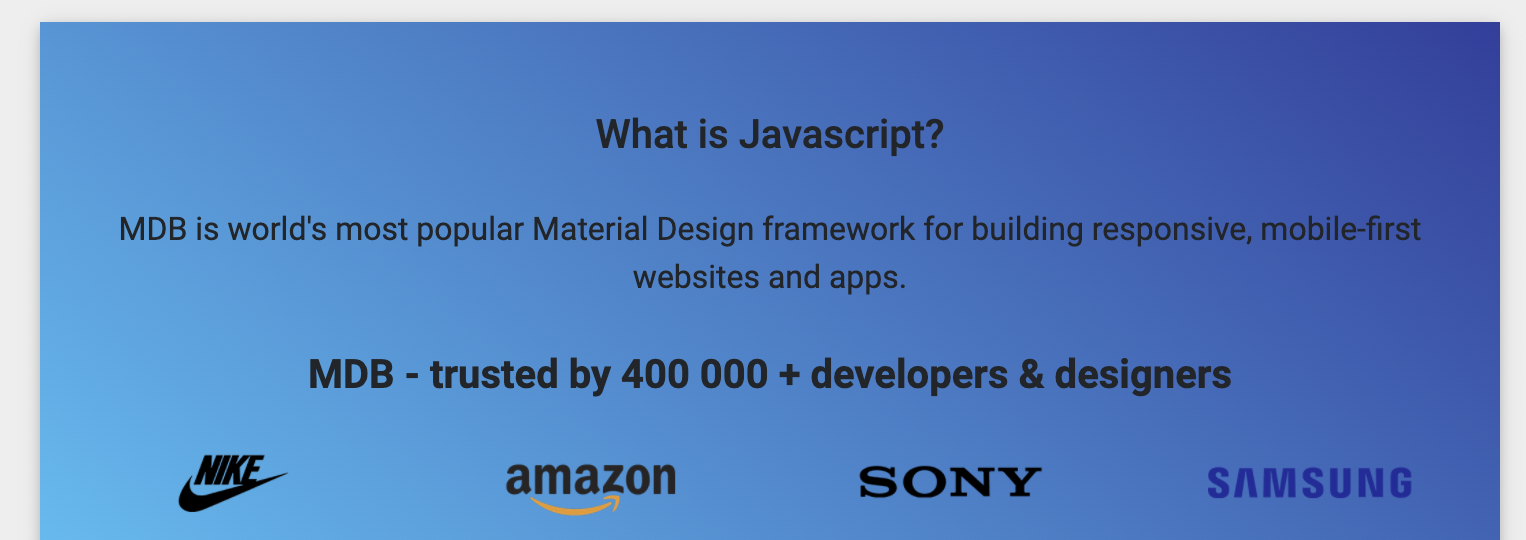 What is Javascript?
MDB is world's most popular Material Design framework for building responsive, mobile-first
websites and apps.
MDB - trusted by 400 000 + developers & designers
NIKE amazon SONY SAMSUNG